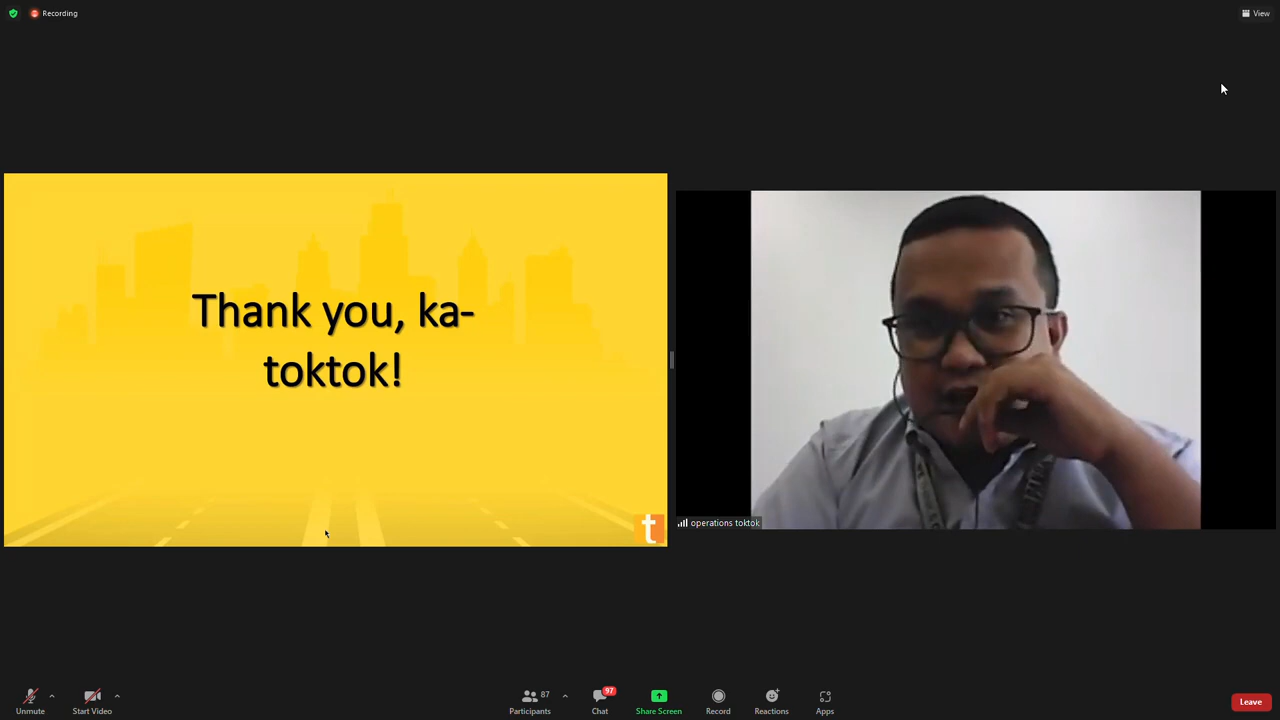 Recording
View
Thank you, ka-
toktok!
t
operations toktok
Unmute
Start Video
87
Participants
97
Chat
Share Screen
Record
Reactions
Apps
Leave